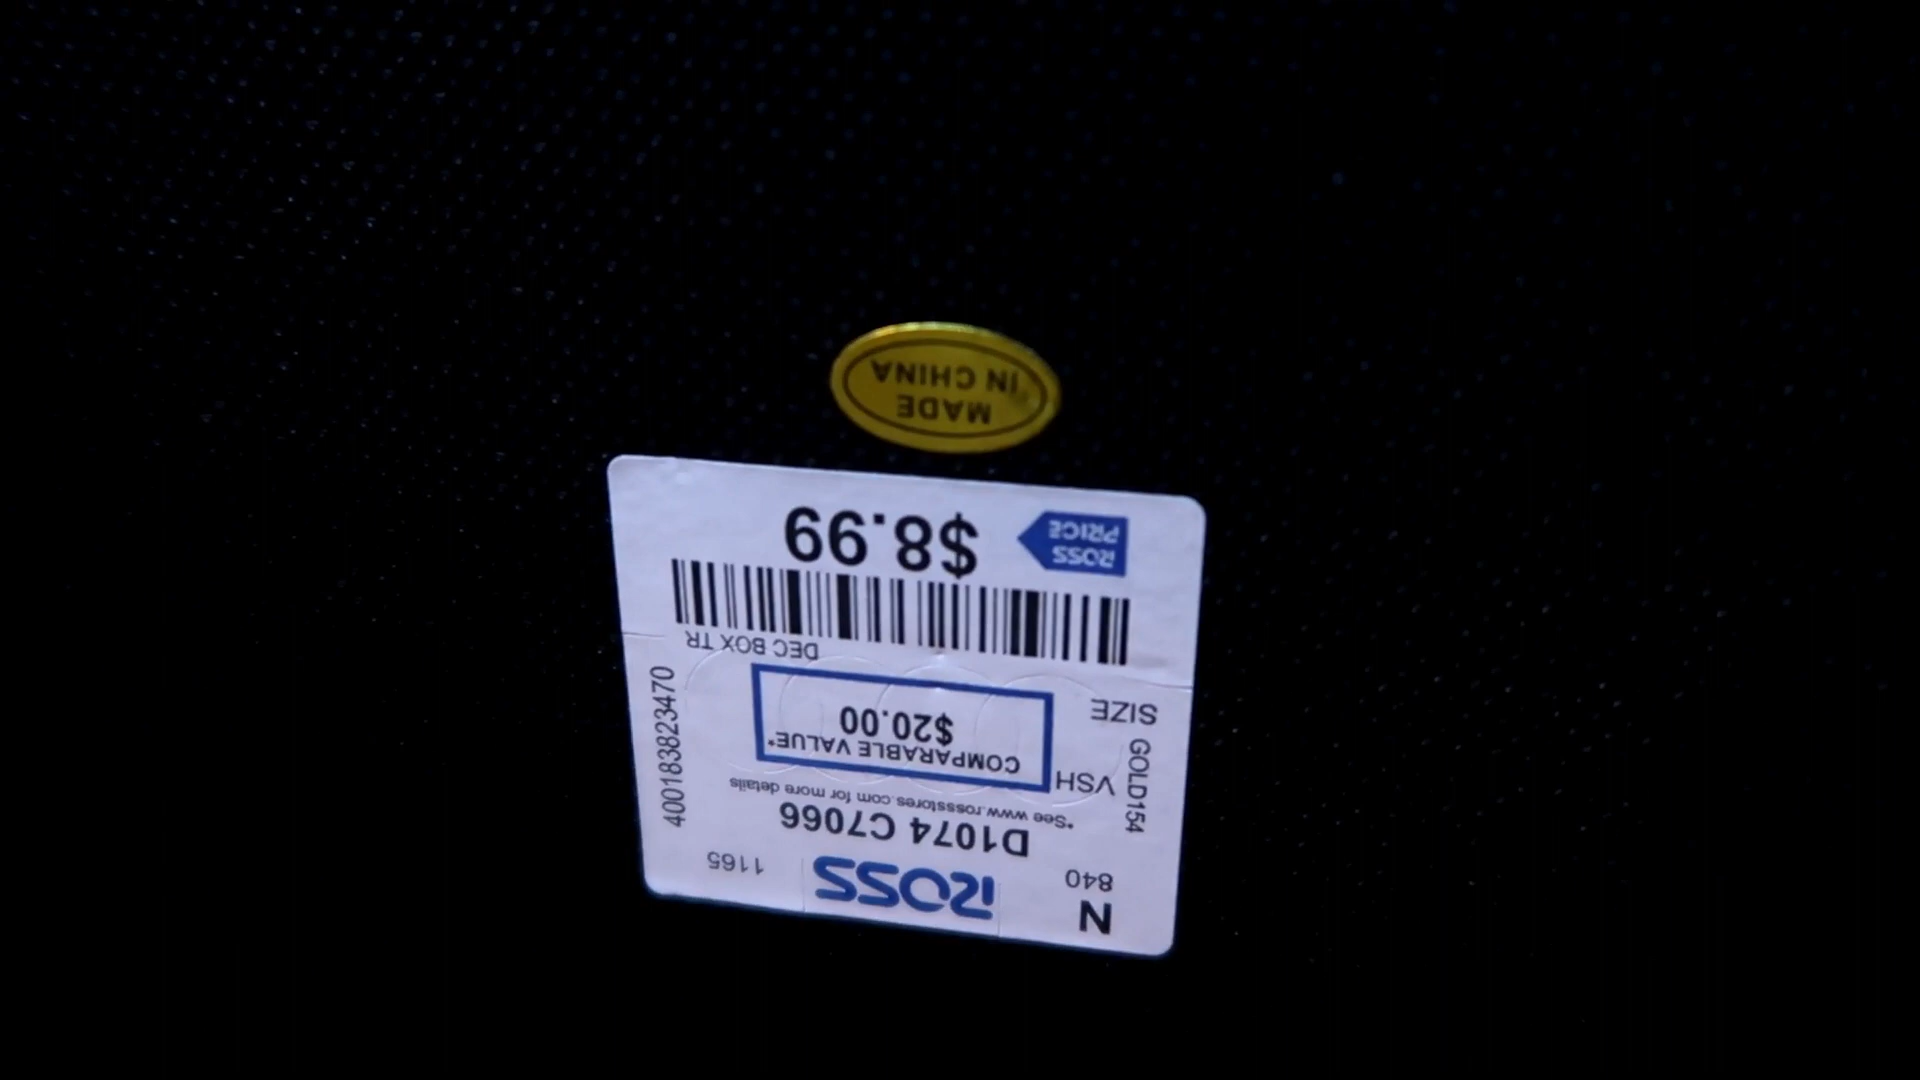 N
840
ROSS
1165
D1074 C7066
*See www.rossstores.com for more details
VSH
COMPARABLE VALUE*
$20.00
SIZE
GOLD154
400183823470
DEC BOX TR
ROSS
PRICE
$8.99
MADE
IN CHINA